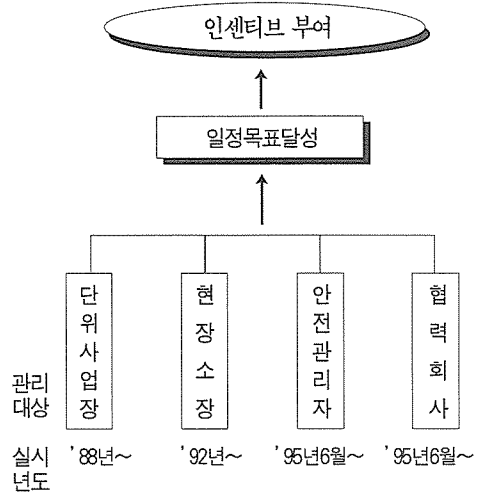 인센티브 부여
일정목표달성
단위사업장
현장소장
안전관리자
협력회사
관리
대상
실시
년도
'88년~
'92년~
'95년6월~
'95년6월~